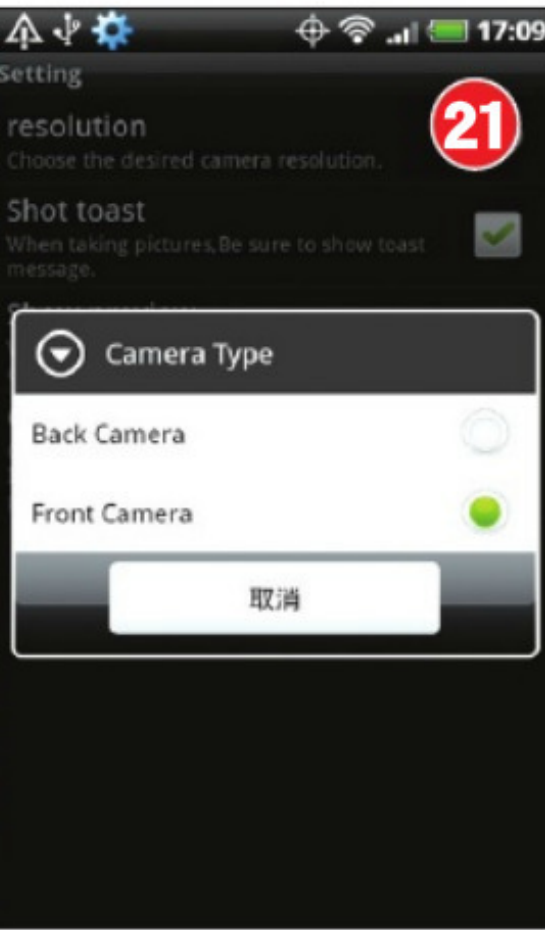 17:09
Setting
21
resolution
Choose the desired camera resolution.
Shot toast
When taking pictures,Be sure to show toast
message.
Camera Type
Back Camera
Front Camera
取消